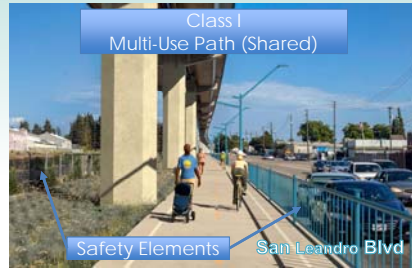 Class I
Multi-Use Path (Shared)
Safety Elements
San Leandro Blvd